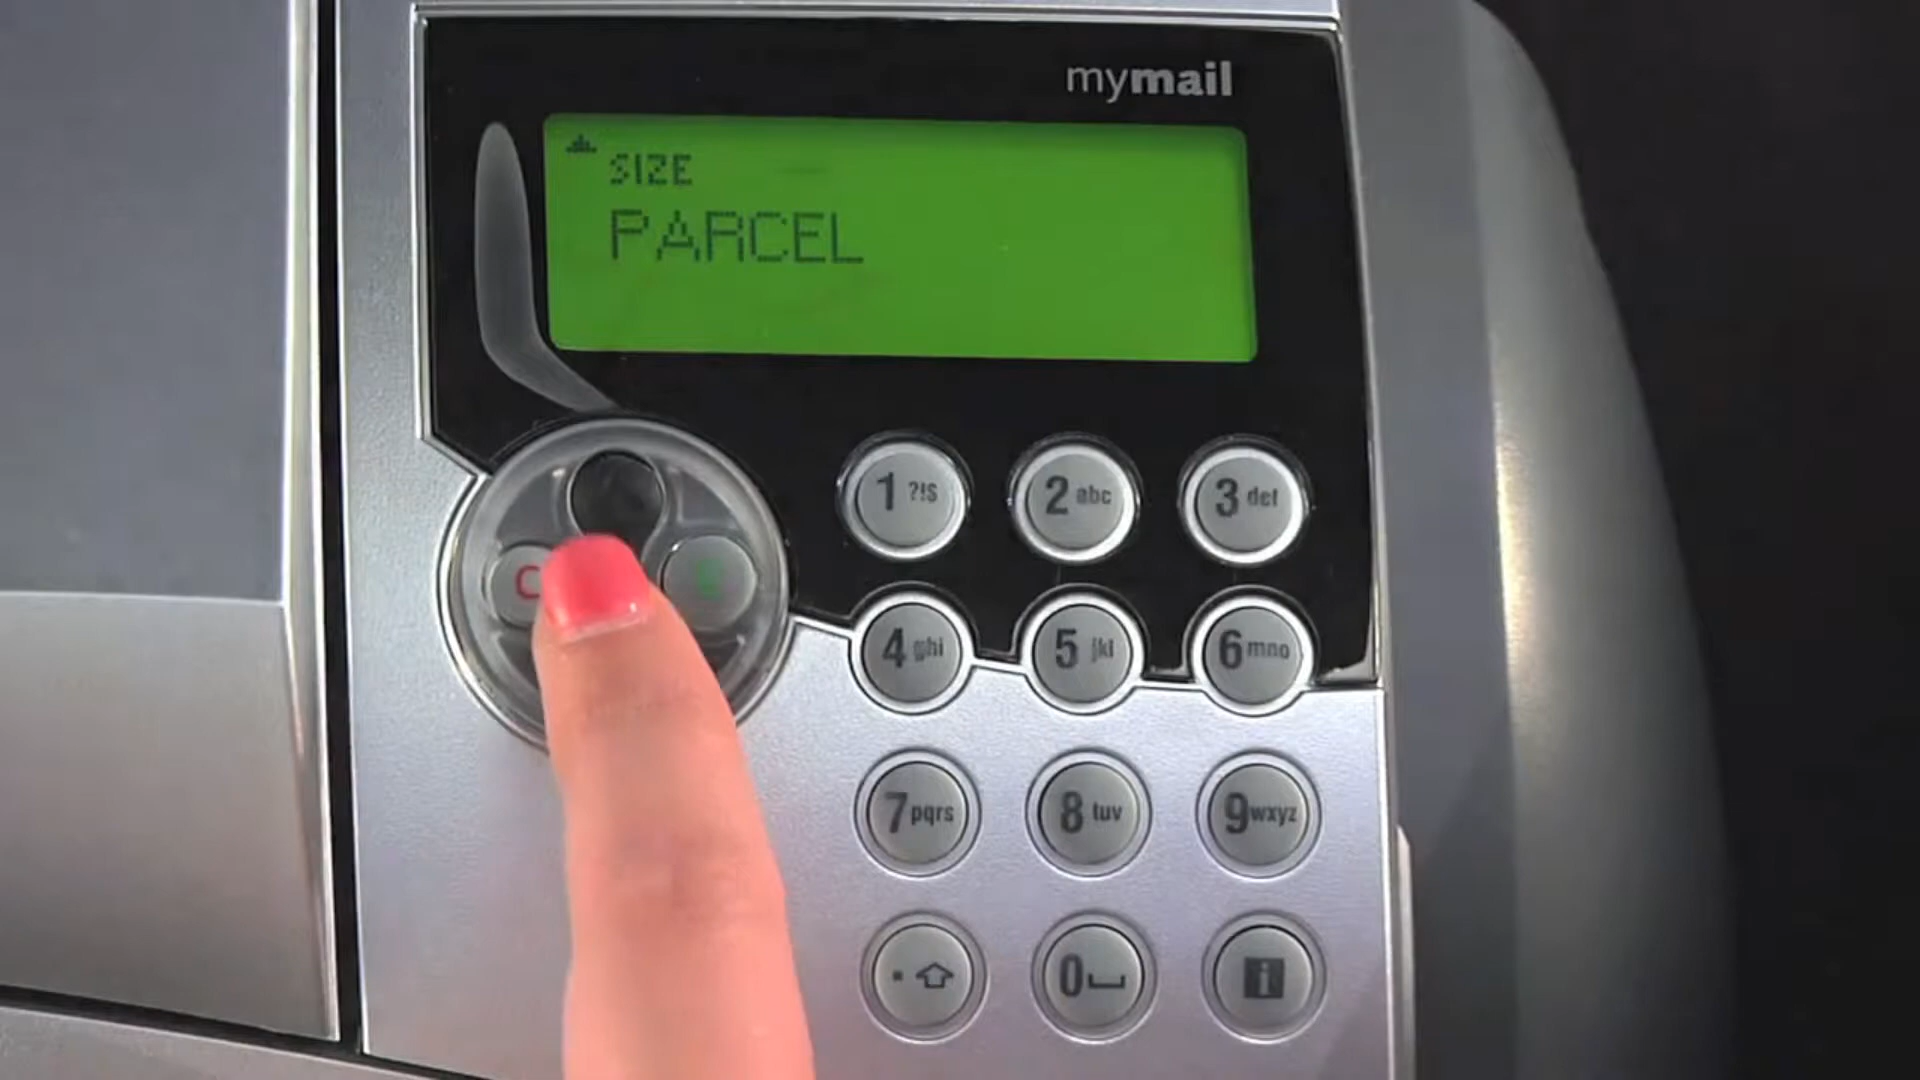 mymail
SIZE
PARCEL
C
1 ?!$
2 abc
3 def
4 ghi
5 jkl
6 mno
7 pqrs
8 tuv
9 wxyz
.
0
i